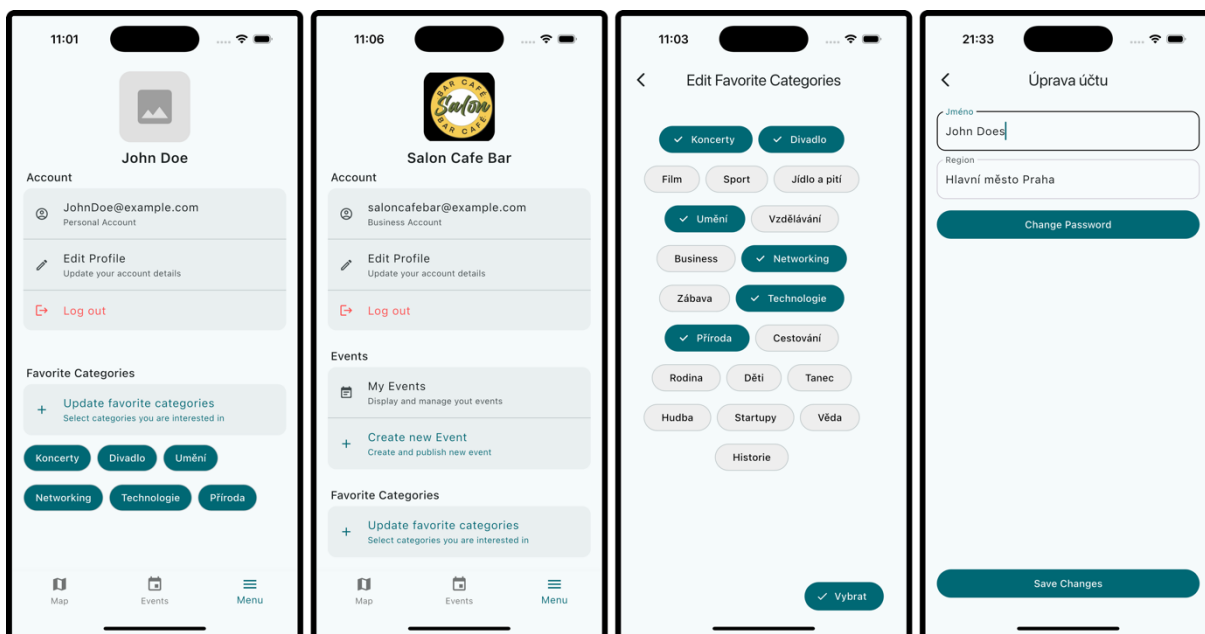 11:01
John Doe
Account
JohnDoe@example.com
Personal Account
Edit Profile
Update your account details
Log out
Favorite Categories
Update favorite categories
Select categories you are interested in
Koncerty Divadlo Umění
Networking Technologie Příroda
Map Events Menu
11:06
BAR CAFÉ
Salon
BAR CAFÉ
Salon Cafe Bar
Account
saloncafebar@example.com
Business Account
Edit Profile
Update your account details
Log out
Events
My Events
Display and manage yout events
Create new Event
Create and publish new event
Favorite Categories
Update favorite categories
Select categories you are interested in
Map Events Menu
11:03
Edit Favorite Categories
Koncerty Divadlo
Film Sport Jídlo a pití
Umění Vzdělávání
Business Networking
Zábava Technologie
Příroda Cestování
Rodina Děti Tanec
Hudba Startupy Věda
Historie
Vybrat
21:33
Úprava účtu
Jméno
John Does
Region
Hlavní město Praha
Change Password
Save Changes